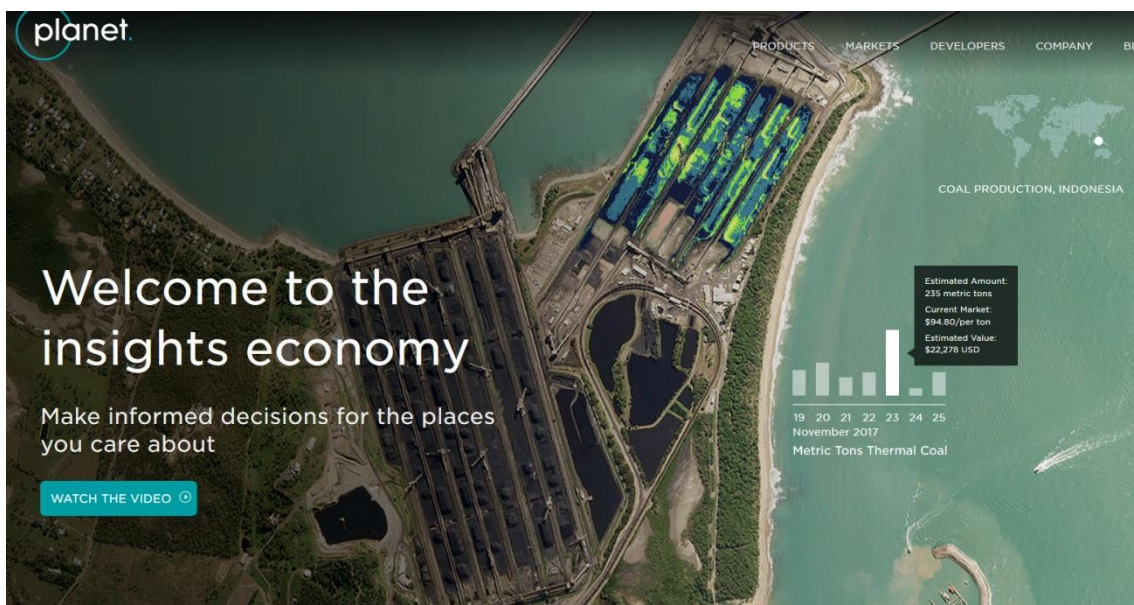 planet.
PRODUCTS MARKETS DEVELOPERS COMPANY
COAL PRODUCTION, INDONESIA
Welcome to the
insights economy
Make informed decisions for the places
you care about
WATCH THE VIDEO
Estimated Amount:
235 metric tons
Current Market:
$94.80/per ton
Estimated Value:
$22,278 USD
19 20 21 22 23 24 25
November 2017
Metric Tons Thermal Coal